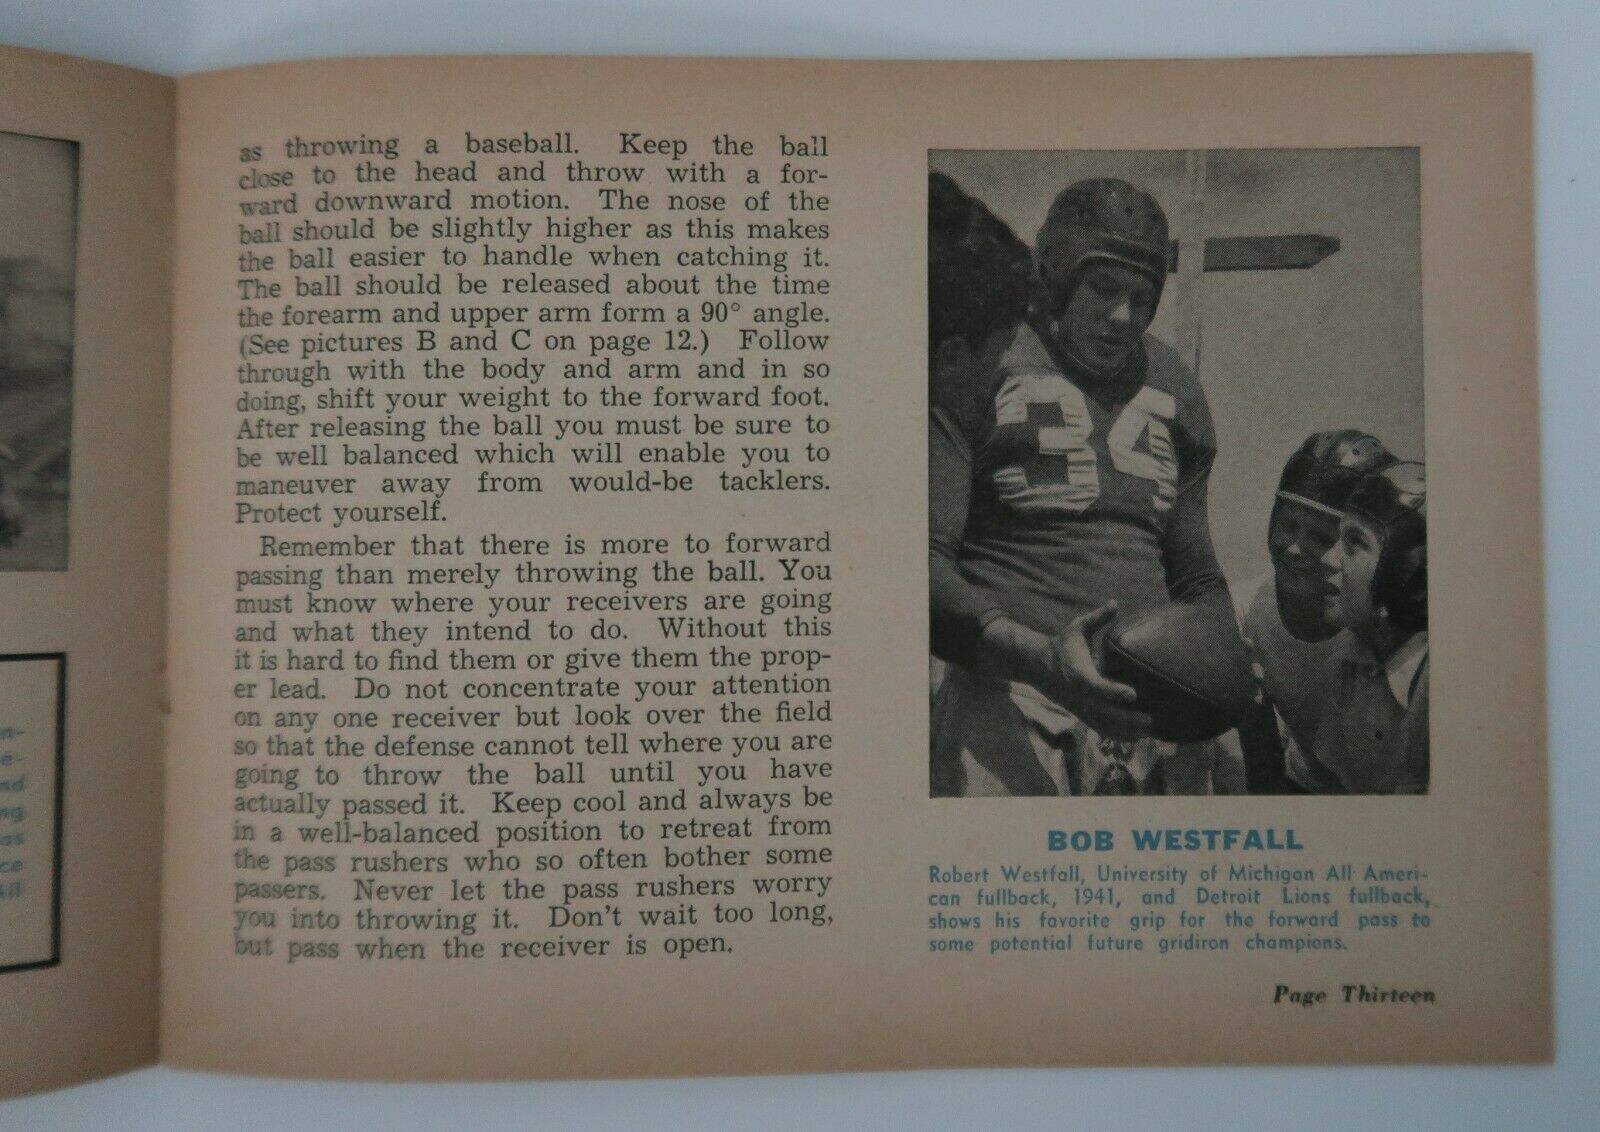 as throwing a baseball. Keep the ball
close to the head and throw with a for-
ward downward motion. The nose of the
ball should be slightly higher as this makes
the ball easier to handle when catching it.
The ball should be released about the time
the forearm and upper arm form a 90° angle.
(See pictures B and C on page 12.) Follow
through with the body and arm and in so
doing, shift your weight to the forward foot.
After releasing the ball you must be sure to
be well balanced which will enable you to
maneuver away from would-be tacklers.
Protect yourself.
Remember that there is more to forward
passing than merely throwing the ball. You
must know where your receivers are going
and what they intend to do. Without this
it is hard to find them or give them the prop-
er lead. Do not concentrate your attention
on any one receiver but look over the field
so that the defense cannot tell where you are
going to throw the ball until you have
actually passed it. Keep cool and always be
in a well-balanced position to retreat from
the pass rushers who so often bother some
passers. Never let the pass rushers worry
you into throwing it. Don't wait too long,
but pass when the receiver is open.
34
BOB WESTFALL
Robert Westfall, University of Michigan All Ameri-
can fullback, 1941, and Detroit Lions fullback,
shows his favorite grip for the forward pass to
some potential future gridiron champions.
Page Thirteen